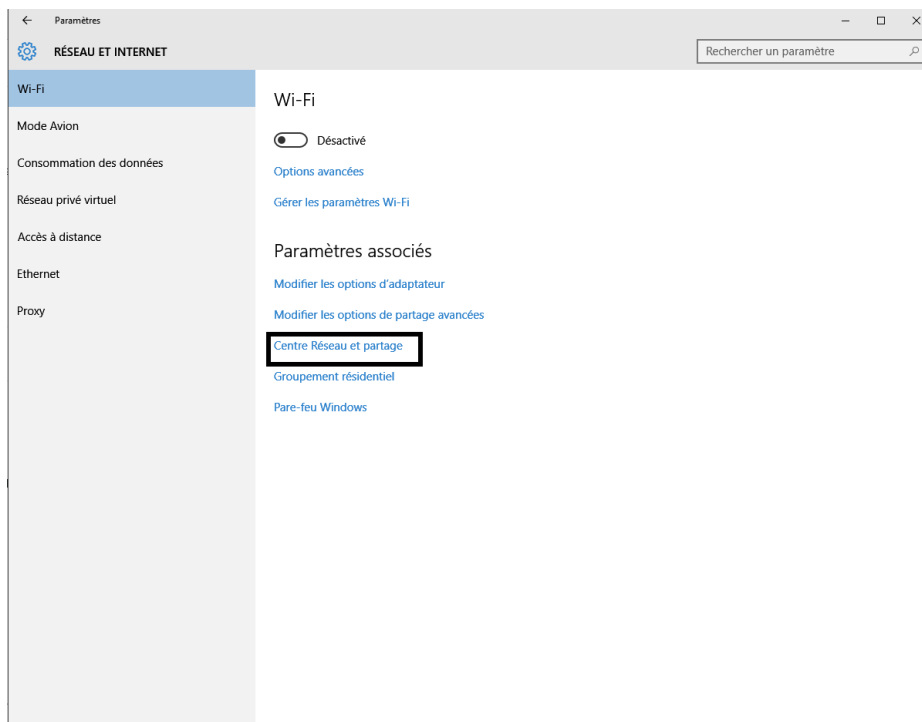 Paramètres
RÉSEAU ET INTERNET
Rechercher un paramètre
Wi-Fi
Mode Avion
Consommation des données
Réseau privé virtuel
Accès à distance
Ethernet
Proxy
Wi-Fi
Désactivé
Options avancées
Gérer les paramètres Wi-Fi
Paramètres associés
Modifier les options d'adaptateur
Modifier les options de partage avancées
Centre Réseau et partage
Groupement résidentiel
Pare-feu Windows